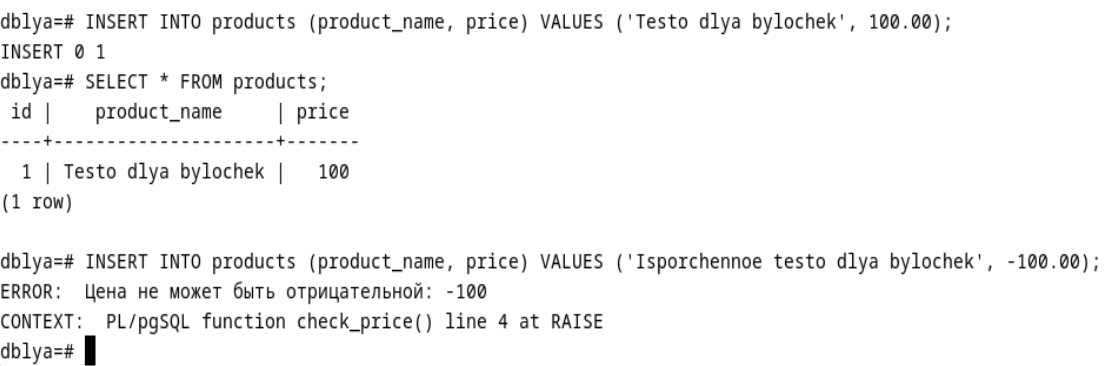 dblya=# INSERT INTO products (product_name, price) VALUES ('Testo dlya bylochek', 100.00);
INSERT 0 1
dblya=# SELECT * FROM products;
 id |    product_name     | price
----+---------------------+-------
  1 | Testo dlya bylochek |   100
(1 row)
dblya=# INSERT INTO products (product_name, price) VALUES ('Isporchennoe testo dlya bylochek', -100.00);
ERROR:  Цена не может быть отрицательной: -100
CONTEXT:  PL/pgSQL function check_price() line 4 at RAISE
dblya=#